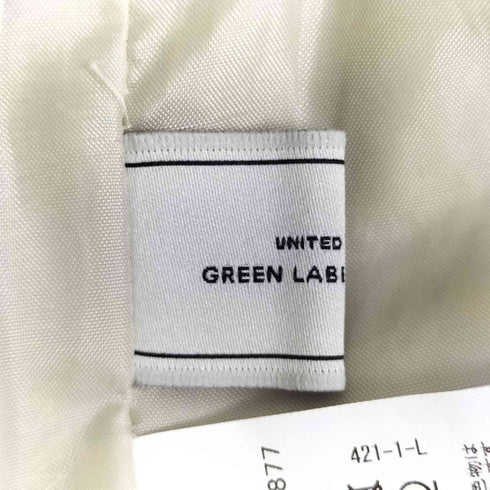 UNITED
GREEN LABE
421-1-L
877